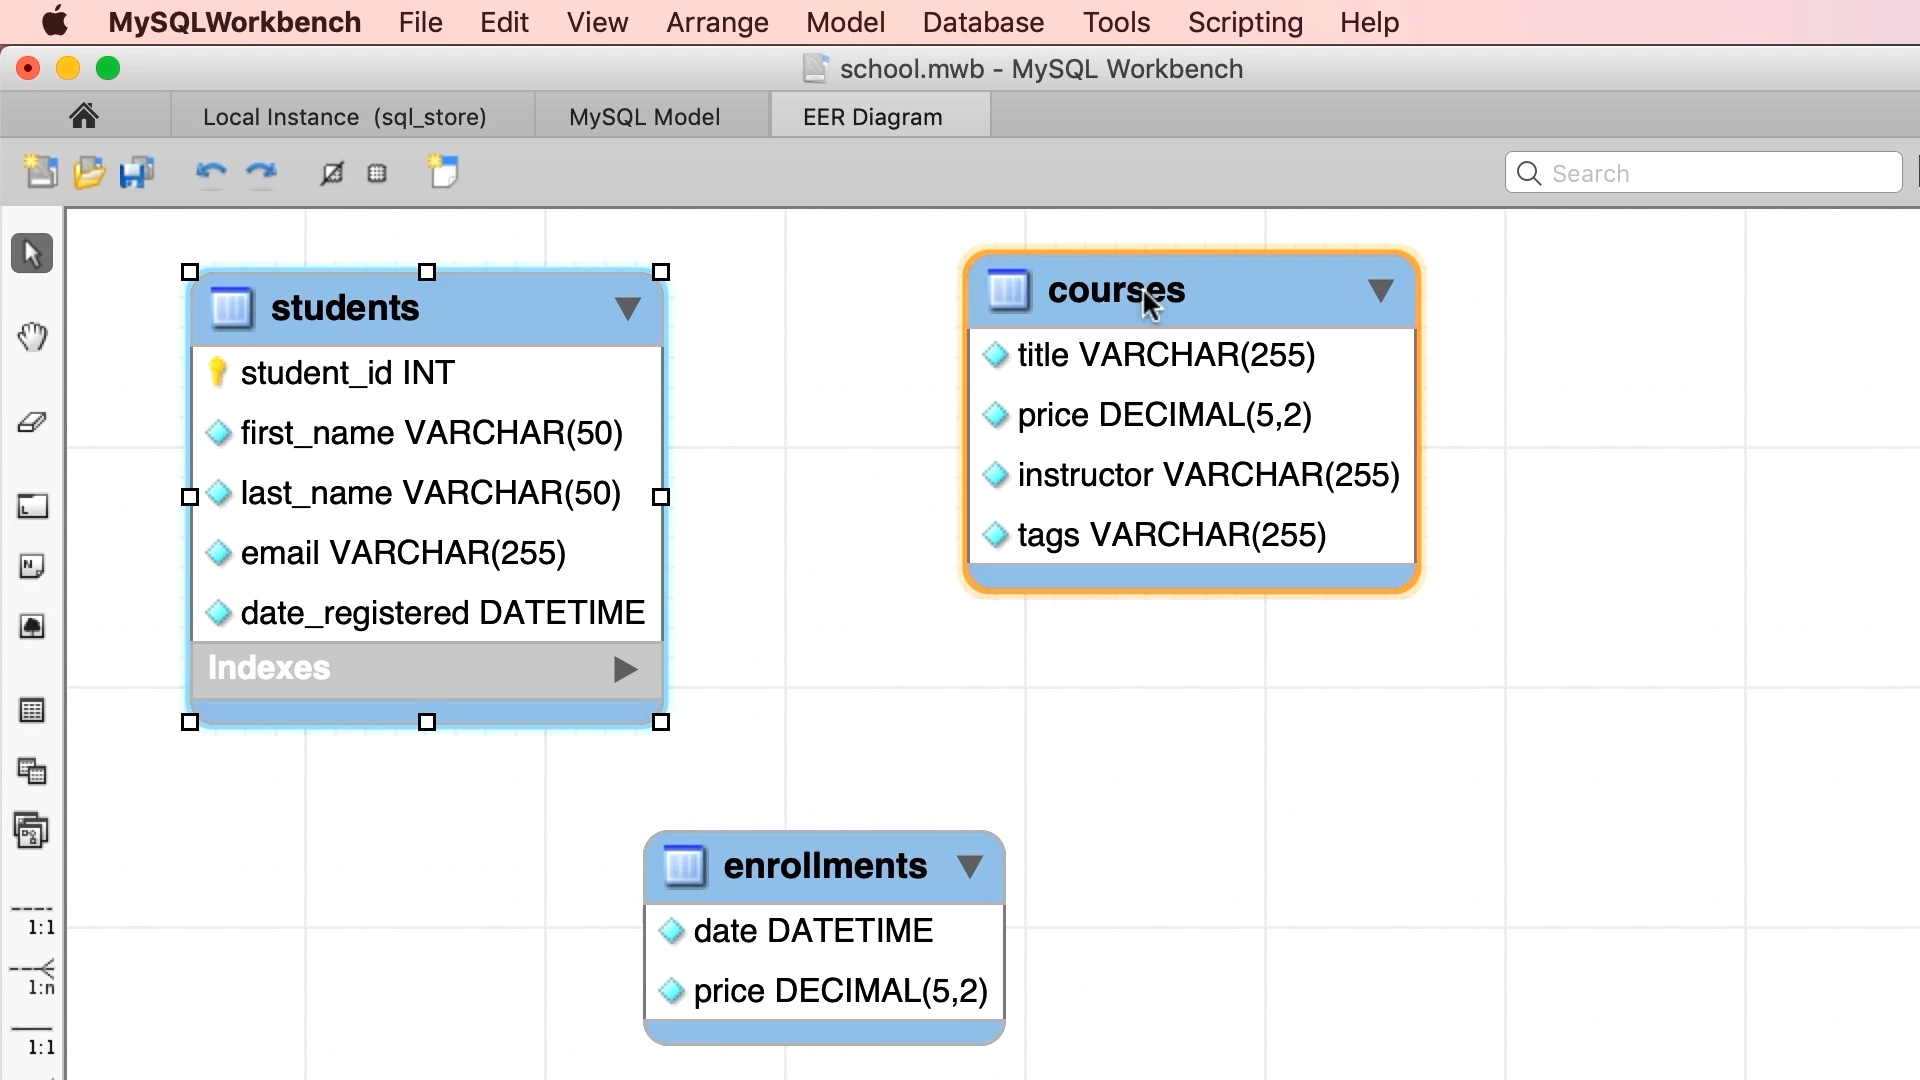 MySQLWorkbench File Edit View Arrange Model Database Tools Scripting Help
school.mwb - MySQL Workbench
Local Instance (sql_store) MySQL Model EER Diagram
Search
students
student_id INT
first_name VARCHAR(50)
last_name VARCHAR(50)
email VARCHAR(255)
date_registered DATETIME
Indexes
courses
title VARCHAR(255)
price DECIMAL(5,2)
instructor VARCHAR(255)
tags VARCHAR(255)
enrollments
date DATETIME
price DECIMAL(5,2)
1:1
1:n
1:1